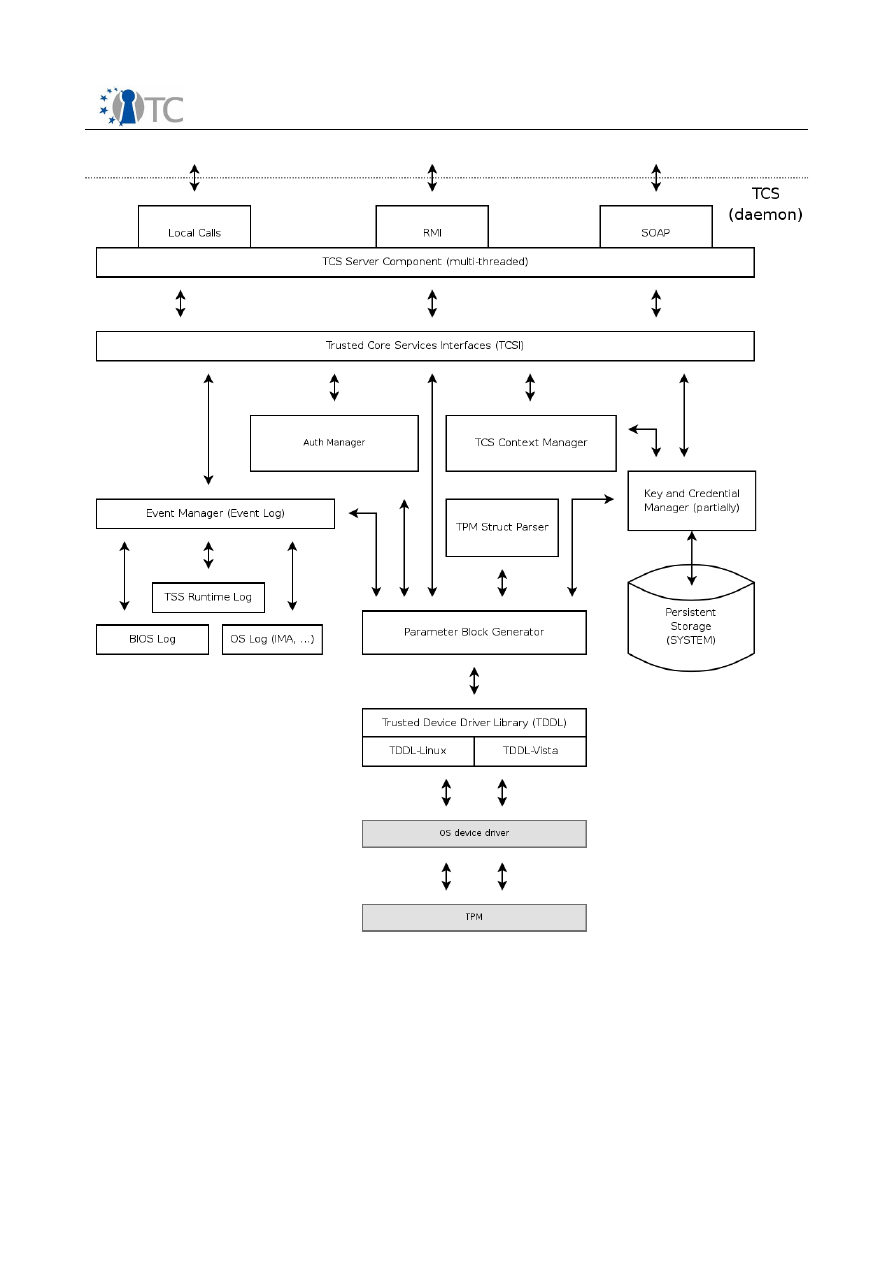 TC
TCS
(daemon)
Local Calls
RMI
SOAP
TCS Server Component (multi-threaded)
Trusted Core Services Interfaces (TCSI)
Auth Manager
TCS Context Manager
Key and Credential
Manager (partially)
Event Manager (Event Log)
TPM Struct Parser
TSS Runtime Log
BIOS Log
OS Log (IMA, ...)
Parameter Block Generator
Persistent
Storage
(SYSTEM)
Trusted Device Driver Library (TDDL)
TDDL-Linux
TDDL-Vista
OS device driver
TPM